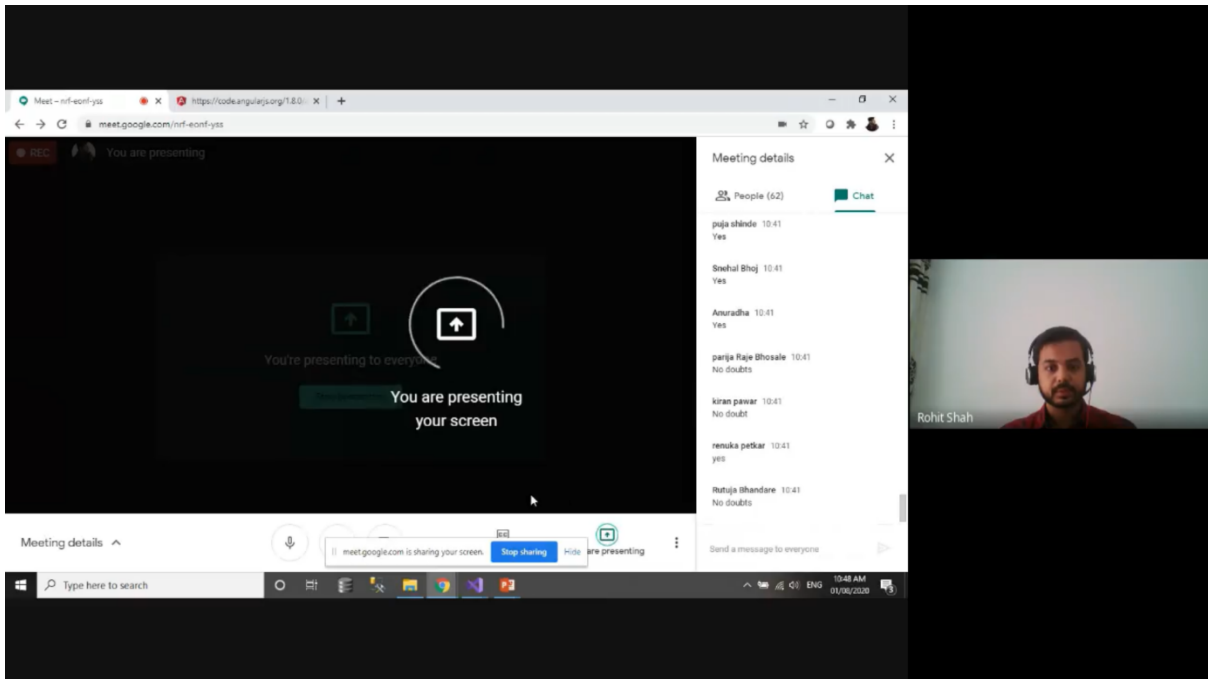 Meet – nrf-eonf-yss
https://code.angularjs.org/1.8.0
meet.google.com/nrf-eonf-yss
REC
You are presenting
You're presenting to everyone
You are presenting
your screen
Meeting details
People (62)
Chat
puja shinde 10:41
Yes
Snehal Bhoj 10:41
Yes
Anuradha 10:41
Yes
parija Raje Bhosale 10:41
No doubts
kiran pawar 10:41
No doubt
renuka petkar 10:41
yes
Rutuja Bhandare 10:41
No doubts
Send a message to everyone
Meeting details
meet.google.com is sharing your screen.
Stop sharing
Hide
are presenting
Type here to search
ENG
10:48 AM
01/08/2020
Rohit Shah